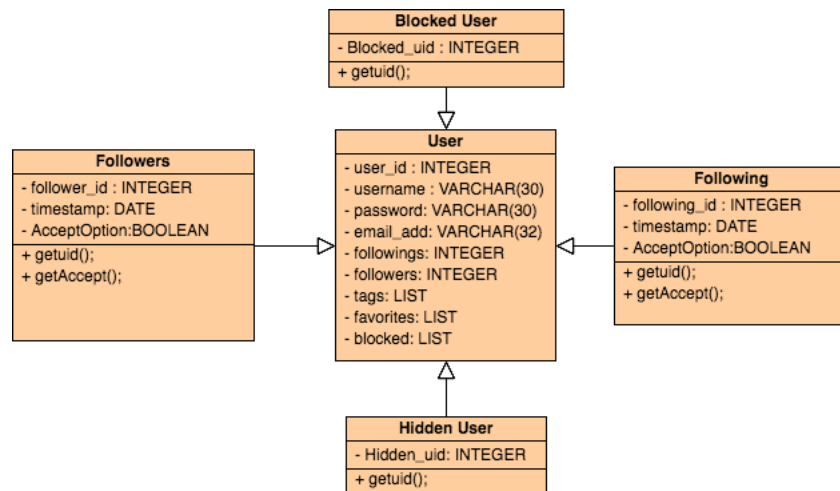 Blocked User
- Blocked_uid : INTEGER
+ getuid();
User
- user_id : INTEGER
- username : VARCHAR(30)
- password: VARCHAR(30)
- email_add: VARCHAR(32)
- followings: INTEGER
- followers: INTEGER
- tags: LIST
- favorites: LIST
- blocked: LIST
Followers
- follower_id : INTEGER
- timestamp: DATE
- AcceptOption:BOOLEAN
+ getuid();
+ getAccept();
Following
- following_id : INTEGER
- timestamp: DATE
- AcceptOption:BOOLEAN
+ getuid();
+ getAccept();
Hidden User
- Hidden_uid: INTEGER
+ getuid();